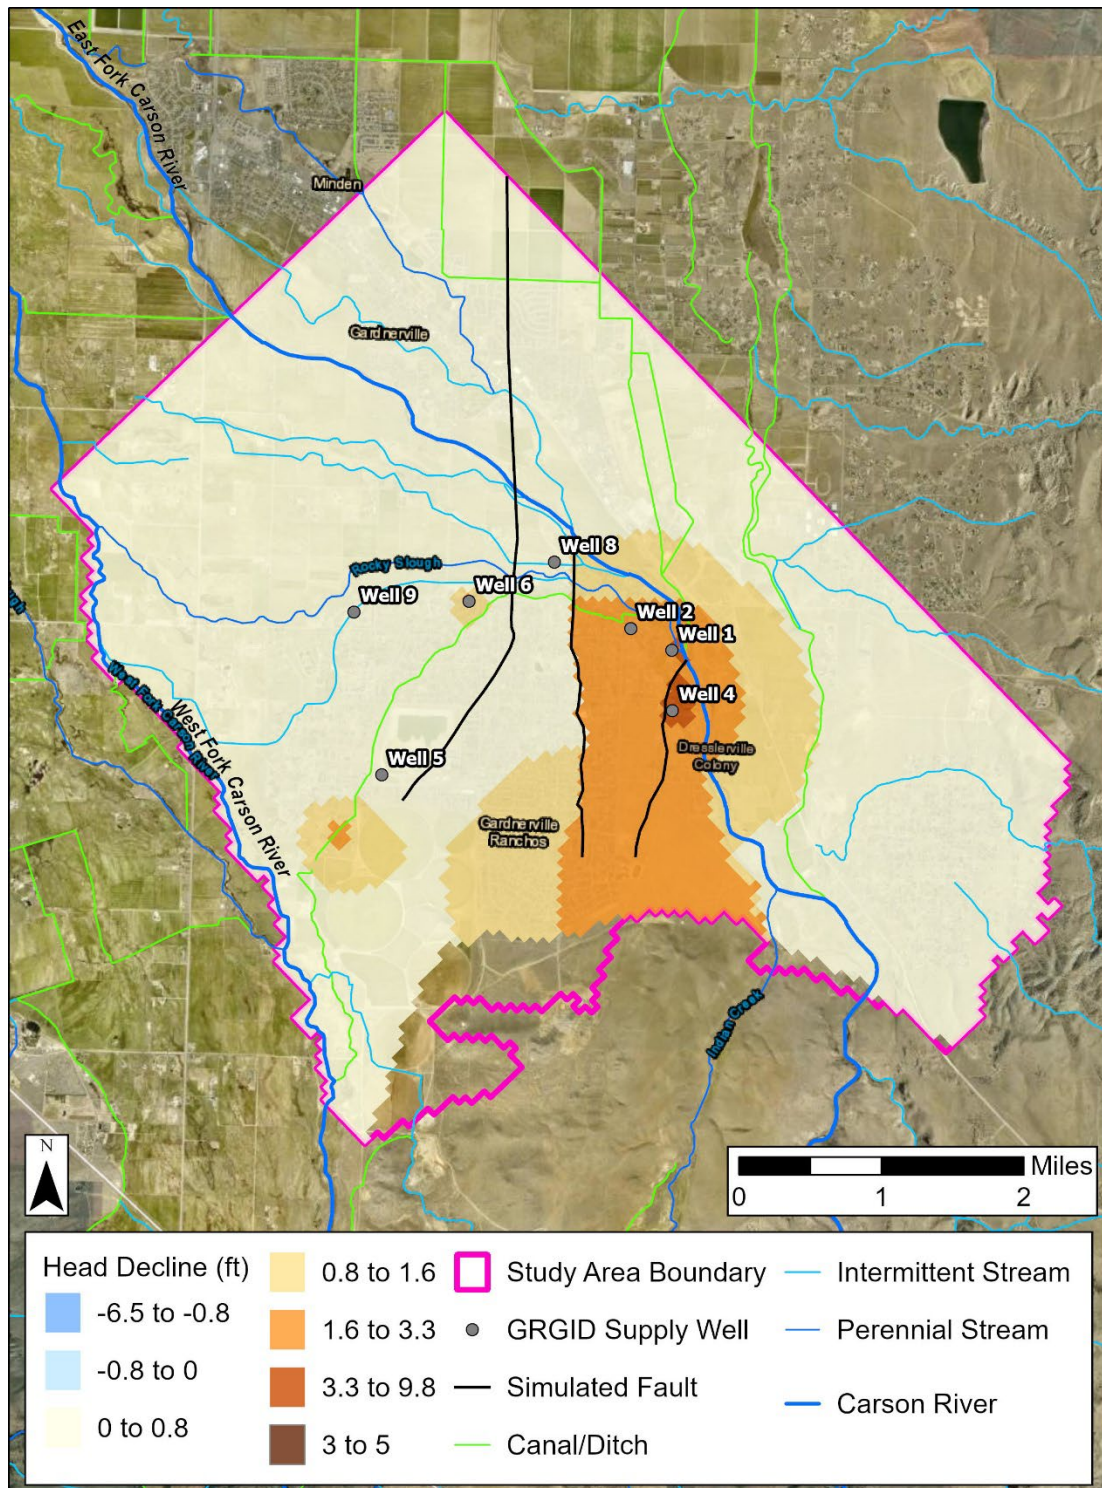 East Fork Carson River
Minden
Gardnerville
Well 8
Rocky Slough
Well 6
Well 9
Well 2
Well 1
West Fork Carson River
West Fork Carson River
Well 4
Dresslerville
Colony
Well 5
Gardnerville
Ranchos
Indian Creek
N
Miles
0 1 2
Head Decline (ft)
-6.5 to -0.8
-0.8 to 0
0 to 0.8
0.8 to 1.6
1.6 to 3.3
3.3 to 9.8
3 to 5
Study Area Boundary
GRGID Supply Well
Simulated Fault
Canal/Ditch
Intermittent Stream
Perennial Stream
Carson River